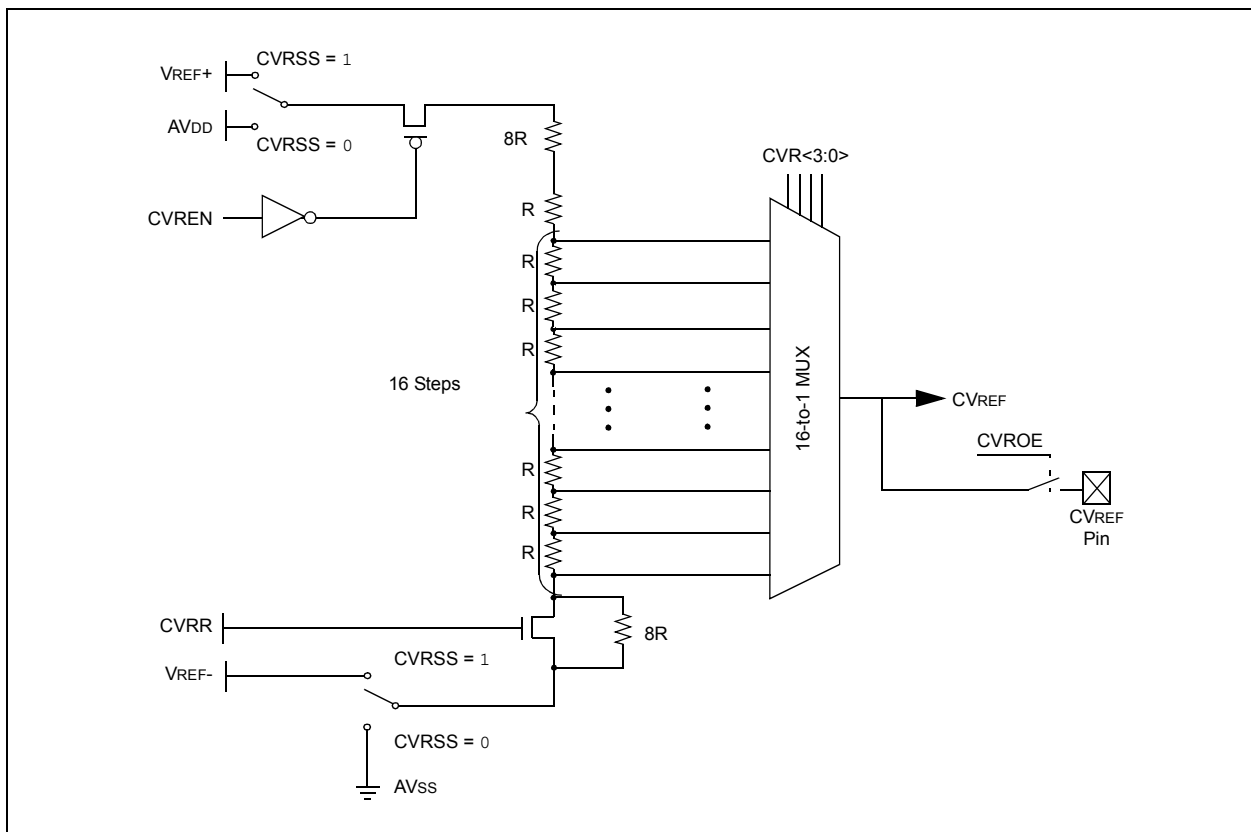 CVRSS = 1
VREF+
AVDD
CVRSS = 0
8R
CVR<3:0>
CVREN
R
R
R
R
16 Steps
16-to-1 MUX
CVREF
CVROE
R
R
R
CVREF
Pin
CVRR
8R
CVRSS = 1
VREF-
CVRSS = 0
AVSS